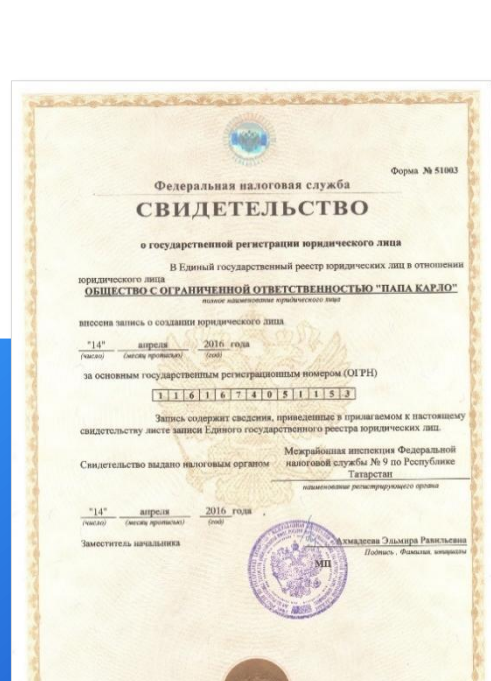 Форма № 51003
Федеральная налоговая служба
СВИДЕТЕЛЬСТВО
о государственной регистрации юридического лица
В Единый государственный реестр юридических лиц в отношении
юридического лица
ОБЩЕСТВО С ОГРАНИЧЕННОЙ ОТВЕТСТВЕННОСТЬЮ "ПАПА КАРЛО"
полное наименование юридического лица
внесена запись о создании юридического лица
"14" апреля 2016 года
(число) (месяц прописью) (год)
за основным государственным регистрационным номером (ОГРН)
1 1 6 1 6 7 4 0 5 1 1 5 3
Запись содержит сведения, приведенные в прилагаемом к настоящему
свидетельству листе записи Единого государственного реестра юридических лиц.
Свидетельство выдано налоговым органом
Межрайонная инспекция Федеральной
налоговой службы № 9 по Республике
Татарстан
наименование регистрирующего органа
"14" апреля 2016 года
(число) (месяц прописью) (год)
Заместитель начальника
Ахмадеева Эльмира Равильевна
Подпись , Фамилия, инициалы
МП